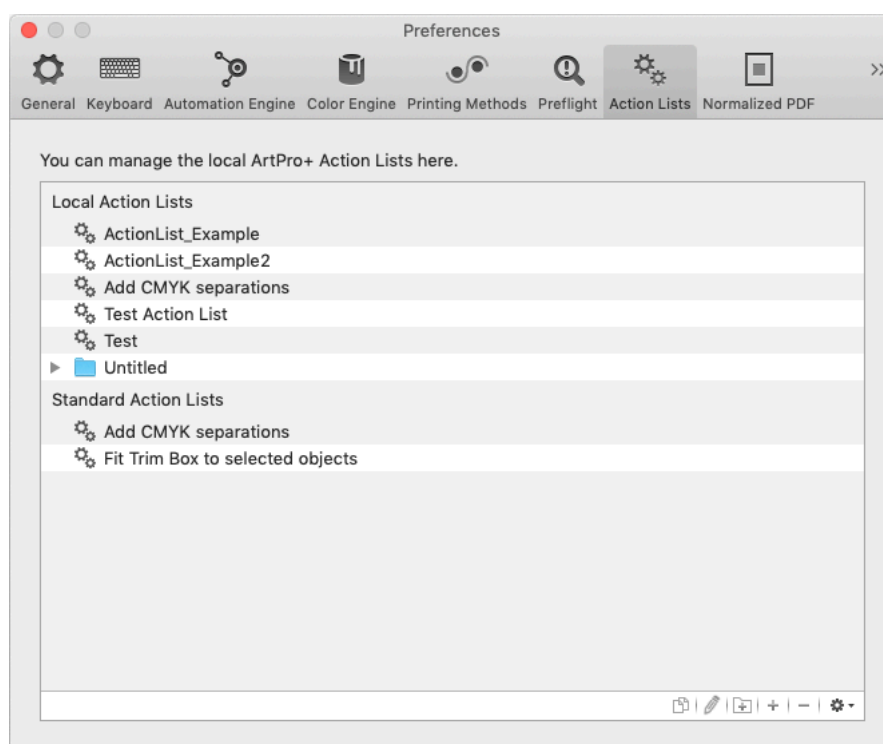 Preferences
General Keyboard Automation Engine Color Engine Printing Methods Preflight Action Lists Normalized PDF
You can manage the local ArtPro+ Action Lists here.
Local Action Lists
ActionList_Example
ActionList_Example2
Add CMYK separations
Test Action List
Test
Untitled
Standard Action Lists
Add CMYK separations
Fit Trim Box to selected objects